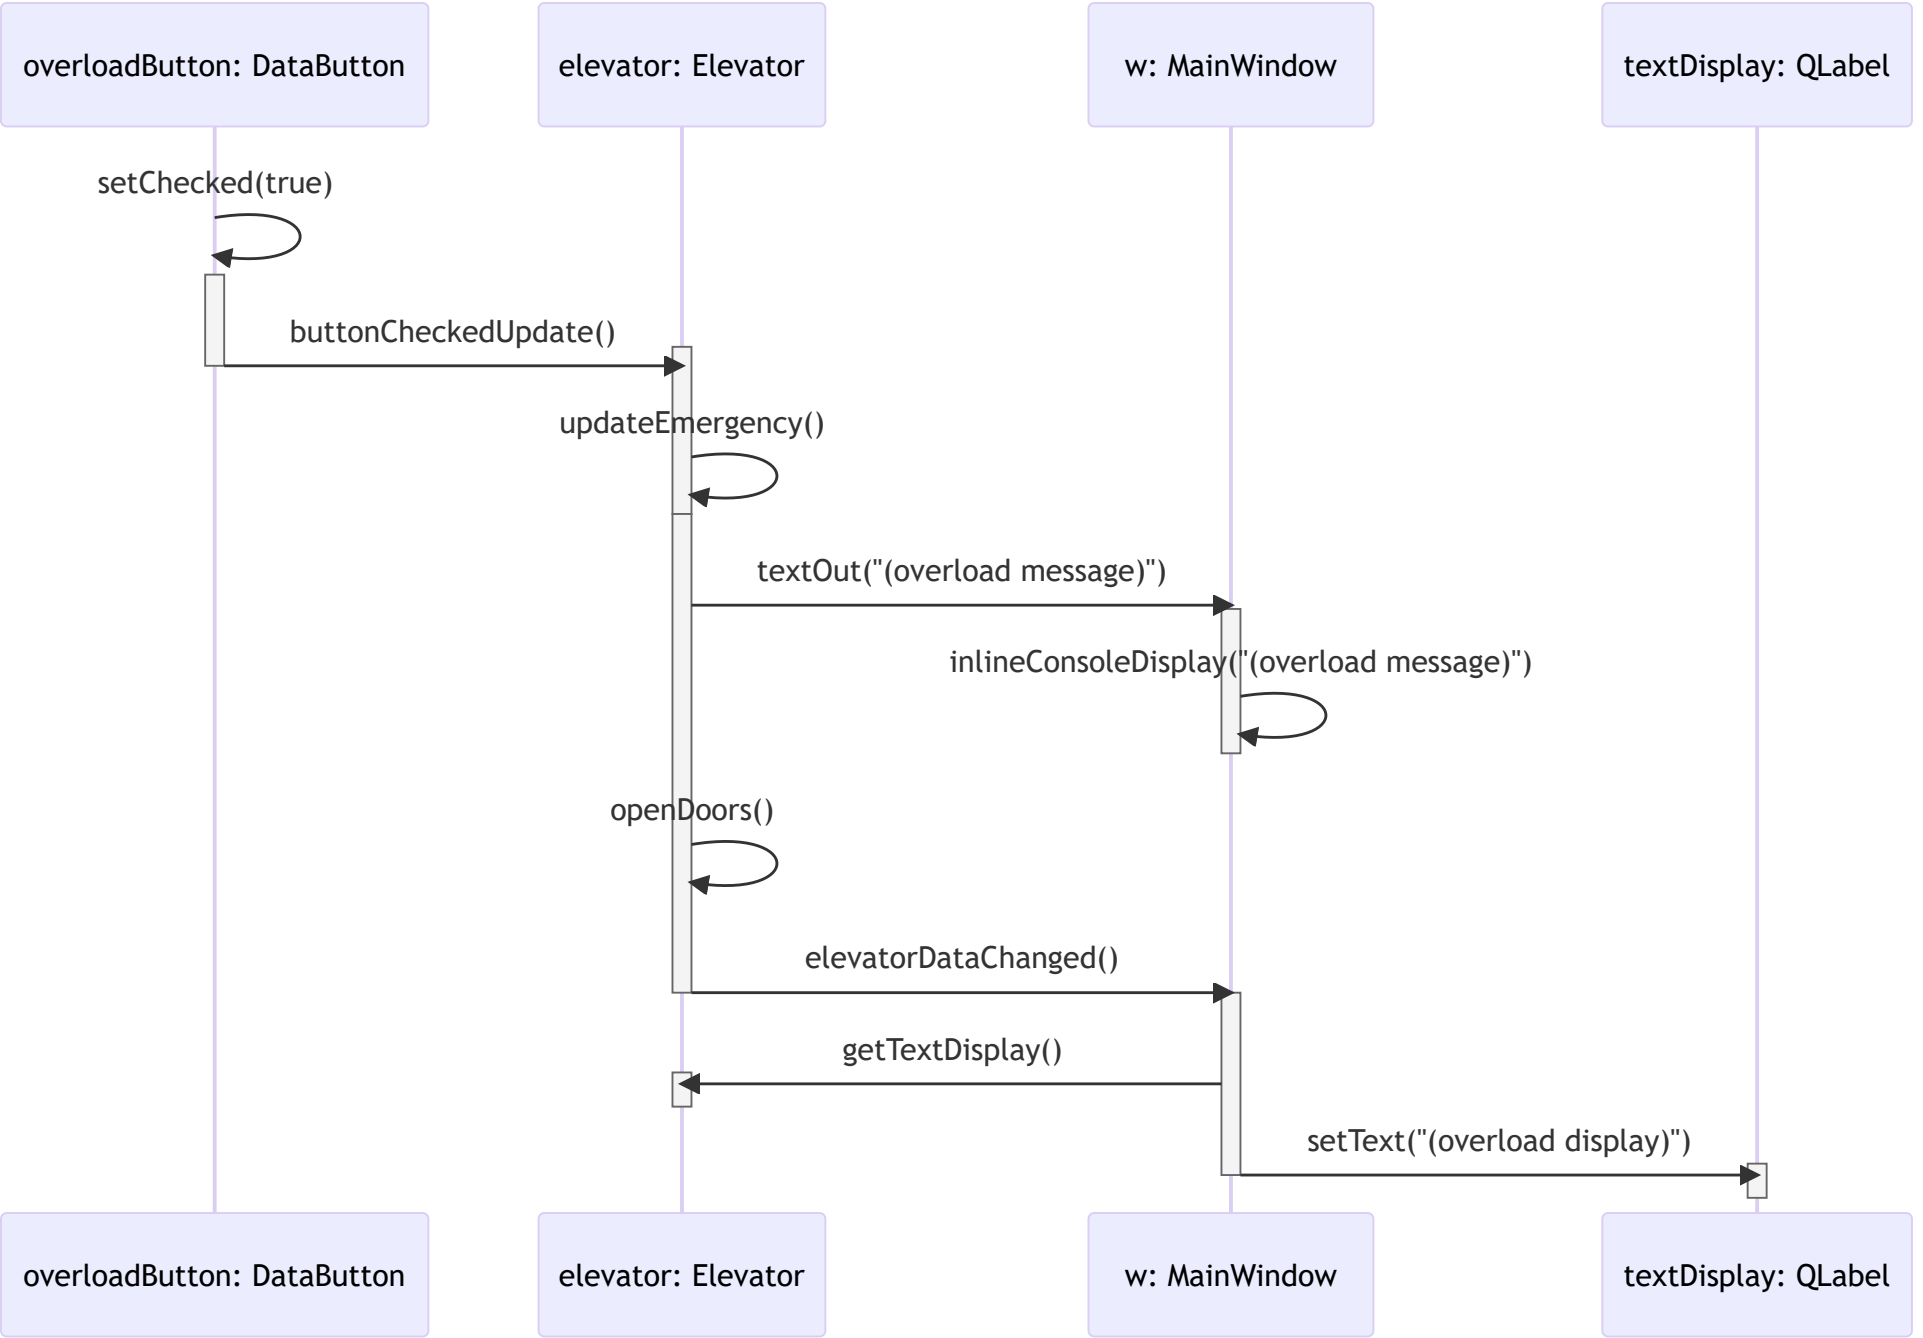 overloadButton: DataButton
elevator: Elevator
w: MainWindow
textDisplay: QLabel
setChecked(true)
buttonCheckedUpdate()
updateEmergency()
textOut("(overload message)")
inlineConsoleDisplay("(overload message)")
openDoors()
elevatorDataChanged()
getTextDisplay()
setText("(overload display)")
overloadButton: DataButton
elevator: Elevator
w: MainWindow
textDisplay: QLabel